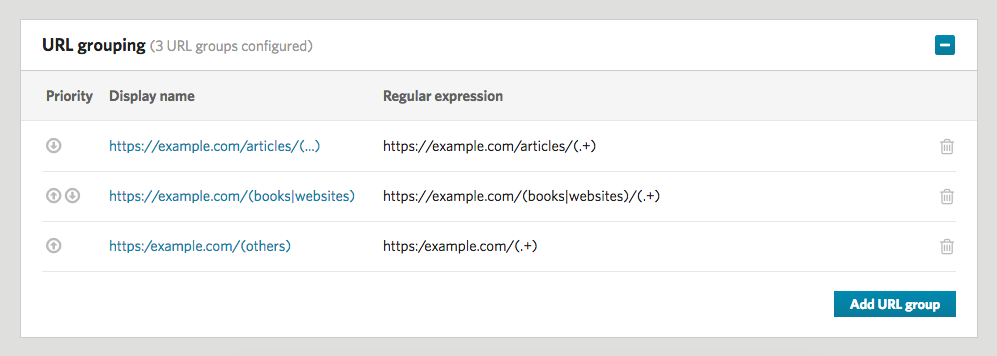 URL grouping (3 URL groups configured)
Priority Display name Regular expression
https://example.com/articles/(...) https://example.com/articles/(.+)
https://example.com/(books|websites) https://example.com/(books|websites)/(.+)
https:/example.com/(others) https:/example.com/(.+)
Add URL group